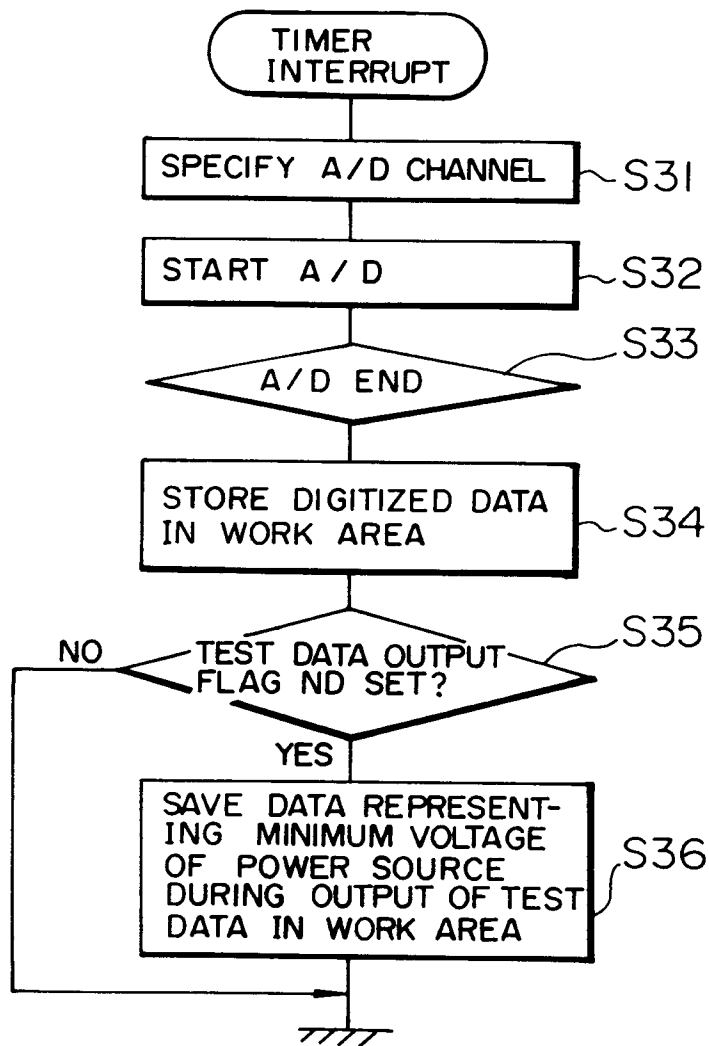 TIMER
INTERRUPT
SPECIFY A/D CHANNEL
S31
START A/D
S32
A/D END
S33
STORE DIGITIZED DATA
IN WORK AREA
S34
NO
TEST DATA OUTPUT
FLAG ND SET?
S35
YES
SAVE DATA REPRESENT-
ING MINIMUM VOLTAGE
OF POWER SOURCE
DURING OUTPUT OF TEST
DATA IN WORK AREA
S36